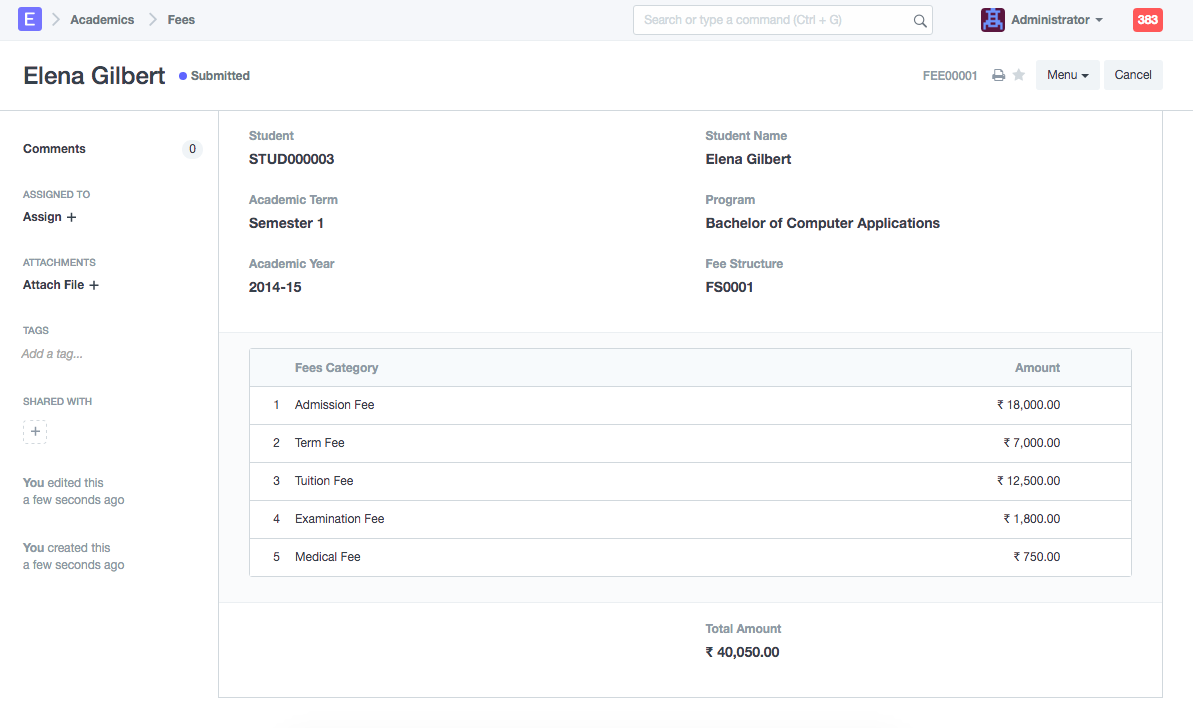 E Academics Fees Search or type a command (Ctrl + G) Administrator 383
Elena Gilbert Submitted FEE00001 Menu Cancel
Comments 0
ASSIGNED TO
Assign +
ATTACHMENTS
Attach File +
TAGS
Add a tag...
SHARED WITH
+
You edited this
a few seconds ago
You created this
a few seconds ago
Student
STUD000003
Student Name
Elena Gilbert
Academic Term
Semester 1
Program
Bachelor of Computer Applications
Academic Year
2014-15
Fee Structure
FS0001
Fees Category Amount
1 Admission Fee ₹ 18,000.00
2 Term Fee ₹ 7,000.00
3 Tuition Fee ₹ 12,500.00
4 Examination Fee ₹ 1,800.00
5 Medical Fee ₹ 750.00
Total Amount
₹ 40,050.00